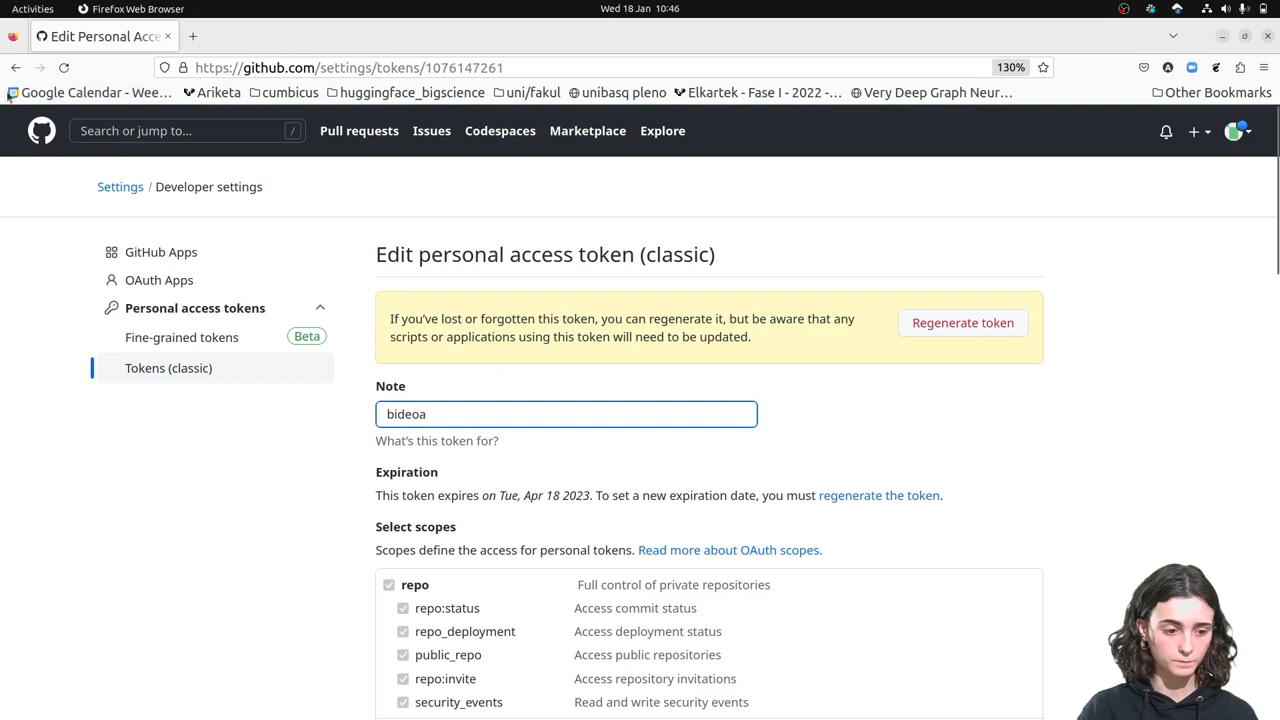 Activities
Firefox Web Browser
Wed 18 Jan 10:46
Edit Personal Acce
https://github.com/settings/tokens/1076147261
130%
Google Calendar - Wee…
Ariketa
cumbicus
huggingface_bigscience
uni/fakul
unibasq pleno
Elkartek - Fase I - 2022 -…
Very Deep Graph Neur…
Other Bookmarks
Search or jump to…
/
Pull requests
Issues
Codespaces
Marketplace
Explore
Settings / Developer settings
GitHub Apps
OAuth Apps
Personal access tokens
Fine-grained tokens
Beta
Tokens (classic)
Edit personal access token (classic)
If you've lost or forgotten this token, you can regenerate it, but be aware that any
scripts or applications using this token will need to be updated.
Regenerate token
Note
bideoa
What's this token for?
Expiration
This token expires on Tue, Apr 18 2023. To set a new expiration date, you must regenerate the token.
Select scopes
Scopes define the access for personal tokens. Read more about OAuth scopes.
repo Full control of private repositories
repo:status Access commit status
repo_deployment Access deployment status
public_repo Access public repositories
repo:invite Access repository invitations
security_events Read and write security events